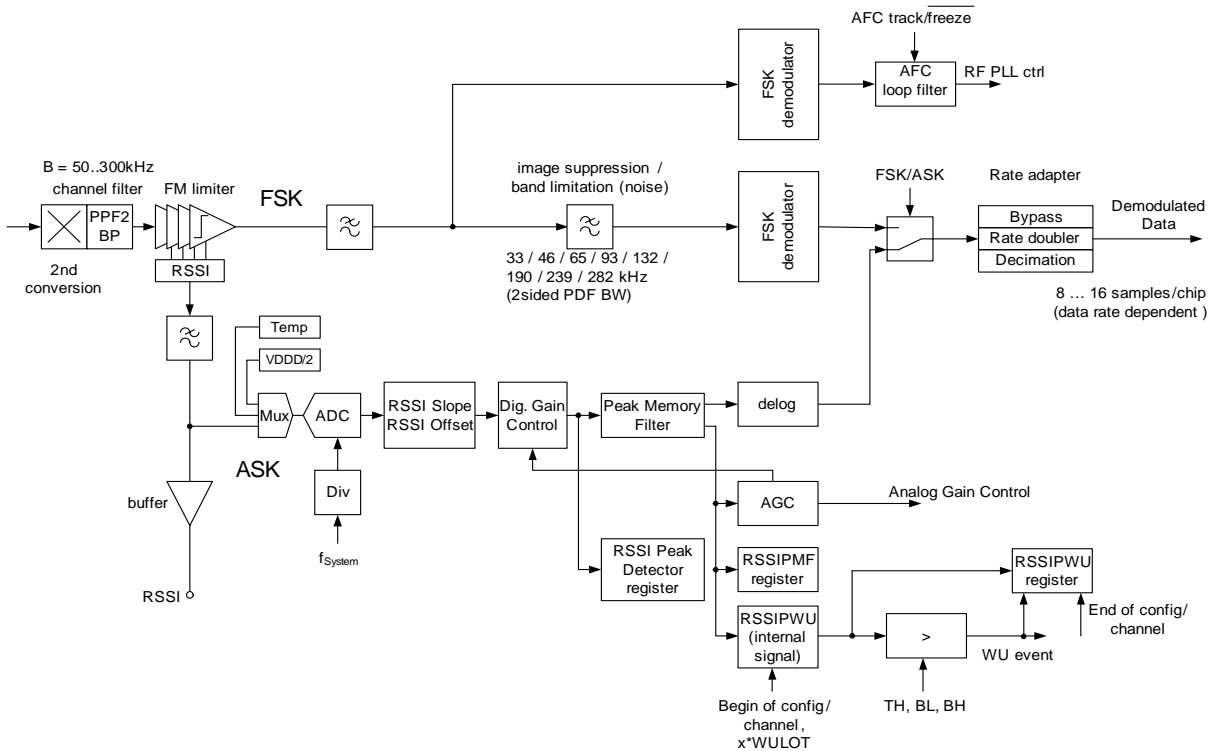 AFC track/freeze
FSK
demodulator
AFC
loop filter
RF PLL ctrl
B = 50..300kHz
channel filter
FM limiter
FSK
image suppression /
band limitation (noise)
FSK/ASK
Rate adapter
PPF2
BP
FSK
demodulator
Bypass
Rate doubler
Decimation
Demodulated
Data
2nd
conversion
RSSI
33 / 46 / 65 / 93 / 132 /
190 / 239 / 282 kHz
(2sided PDF BW)
8 ... 16 samples/chip
(data rate dependent )
Temp
VDDD/2
Mux
ADC
RSSI Slope
RSSI Offset
Dig. Gain
Control
Peak Memory
Filter
delog
ASK
buffer
Div
AGC
Analog Gain Control
fSystem
RSSI Peak
Detector
register
RSSIPMF
register
RSSIPWU
register
RSSI
RSSIPWU
(internal
signal)
>
WU event
End of config/
channel
Begin of config/
channel ,
x*WULOT
TH, BL, BH